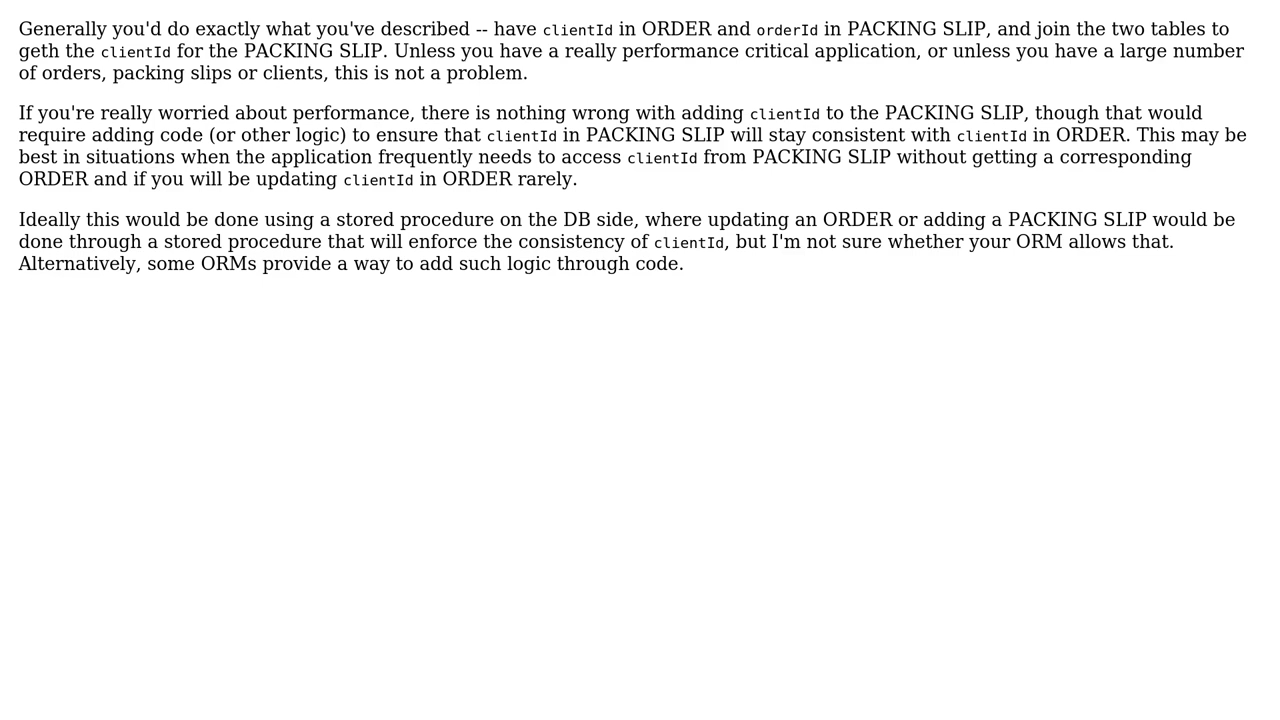 Generally you'd do exactly what you've described -- have clientId in ORDER and orderId in PACKING SLIP, and join the two tables to
geth the clientId for the PACKING SLIP. Unless you have a really performance critical application, or unless you have a large number
of orders, packing slips or clients, this is not a problem.
If you're really worried about performance, there is nothing wrong with adding clientId to the PACKING SLIP, though that would
require adding code (or other logic) to ensure that clientId in PACKING SLIP will stay consistent with clientId in ORDER. This may be
best in situations when the application frequently needs to access clientId from PACKING SLIP without getting a corresponding
ORDER and if you will be updating clientId in ORDER rarely.
Ideally this would be done using a stored procedure on the DB side, where updating an ORDER or adding a PACKING SLIP would be
done through a stored procedure that will enforce the consistency of clientId, but I'm not sure whether your ORM allows that.
Alternatively, some ORMs provide a way to add such logic through code.